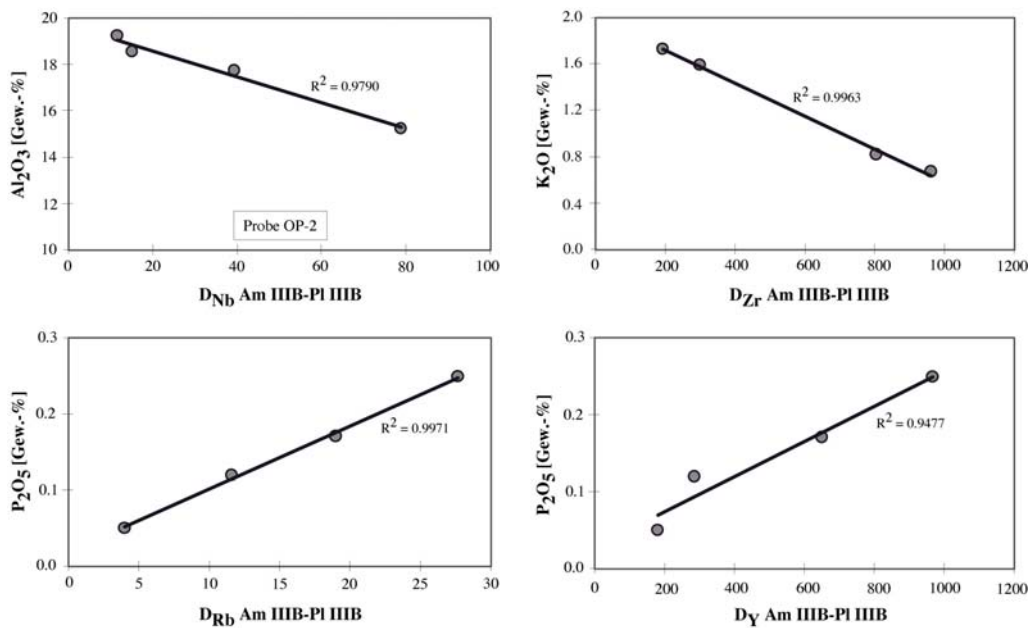 20
18
16
14
12
10
Al₂O₃ [Gew.-%]
R² = 0.9790
Probe OP-2
0 20 40 60 80 100
D_Nb Am IIIB-Pl IIIB
2.0
1.6
1.2
0.8
0.4
0.0
K₂O [Gew.-%]
R² = 0.9963
0 200 400 600 800 1000 1200
D_Zr Am IIIB-Pl IIIB
0.3
0.2
0.1
0.0
P₂O₅ [Gew.-%]
R² = 0.9971
0 5 10 15 20 25 30
D_Rb Am IIIB-Pl IIIB
0.3
0.2
0.1
0.0
P₂O₅ [Gew.-%]
R² = 0.9477
0 200 400 600 800 1000 1200
D_Y Am IIIB-Pl IIIB